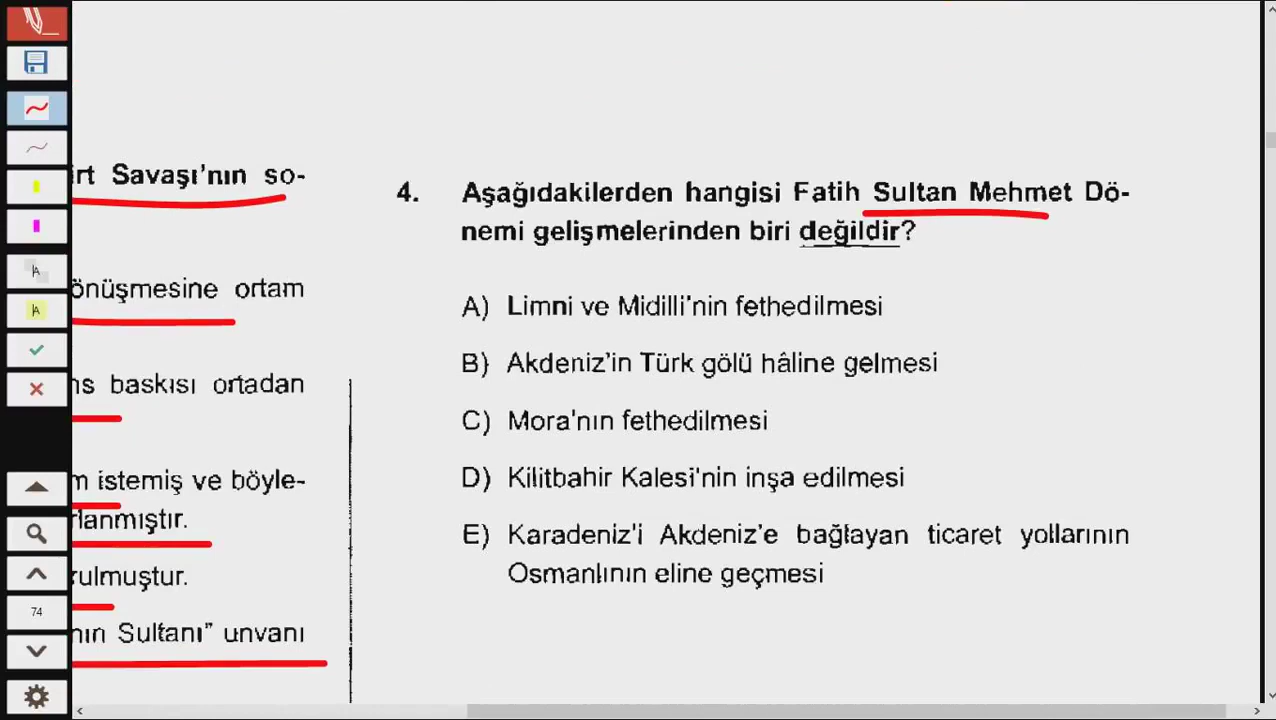 irt Savaşı’nın so-
önüşmesine ortam
ns baskısı ortadan
m istemiş ve böyle-
rlanmıştır.
rulmuştur.
nın Sultanı” unvanı
4. Aşağıdakilerden hangisi Fatih Sultan Mehmet Dö-
nemi gelişmelerinden biri değildir?
A) Limni ve Midilli’nin fethedilmesi
B) Akdeniz’in Türk gölü hâline gelmesi
C) Mora’nın fethedilmesi
D) Kilitbahir Kalesi’nin inşa edilmesi
E) Karadeniz’i Akdeniz’e bağlayan ticaret yollarının
Osmanlının eline geçmesi
A
A
74